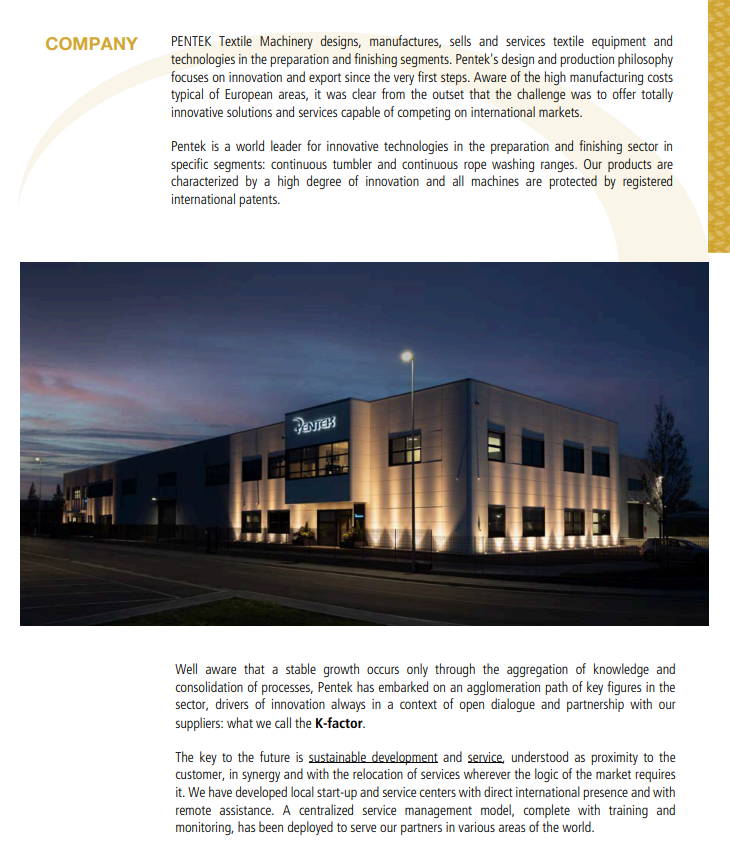 COMPANY
PENTEK Textile Machinery designs, manufactures, sells and services textile equipment and
technologies in the preparation and finishing segments. Pentek's design and production philosophy
focuses on innovation and export since the very first steps. Aware of the high manufacturing costs
typical of European areas, it was clear from the outset that the challenge was to offer totally
innovative solutions and services capable of competing on international markets.
Pentek is a world leader for innovative technologies in the preparation and finishing sector in
specific segments: continuous tumbler and continuous rope washing ranges. Our products are
characterized by a high degree of innovation and all machines are protected by registered
international patents.
PENTEK
Well aware that a stable growth occurs only through the aggregation of knowledge and
consolidation of processes, Pentek has embarked on an agglomeration path of key figures in the
sector, drivers of innovation always in a context of open dialogue and partnership with our
suppliers: what we call the K-factor.
The key to the future is sustainable development and service, understood as proximity to the
customer, in synergy and with the relocation of services wherever the logic of the market requires
it. We have developed local start-up and service centers with direct international presence and with
remote assistance. A centralized service management model, complete with training and
monitoring, has been deployed to serve our partners in various areas of the world.